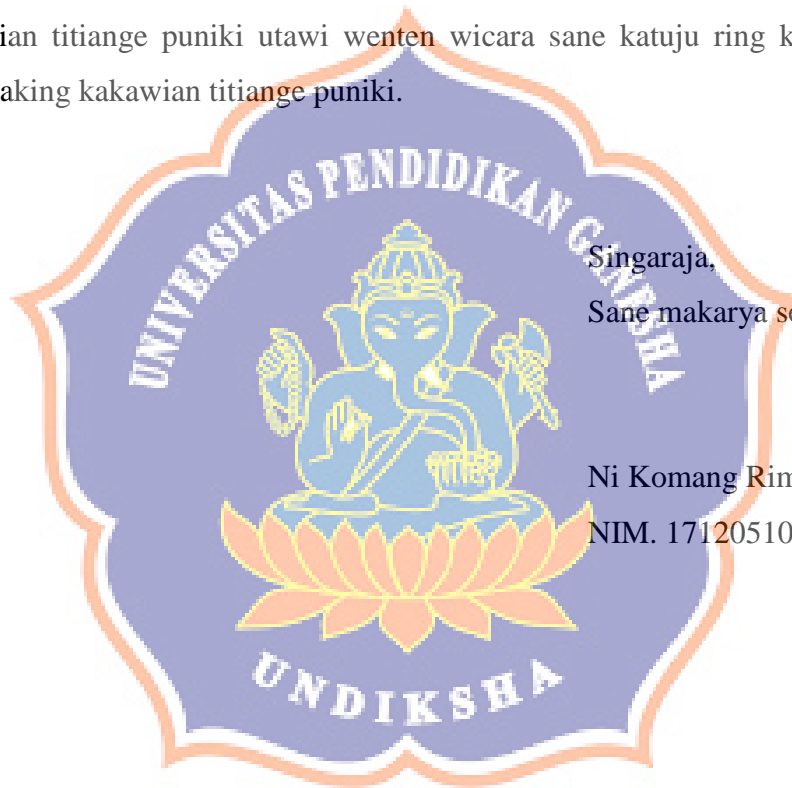 ian titiange puniki utawi wenten wicara sane katuju ring k
aking kakawian titiange puniki.
UNIVERSITAS PENDIDIKAN GANESHA
Singaraja,
Sane makarya
Ni Komang Rim
NIM. 17120510
UNDIKSHA